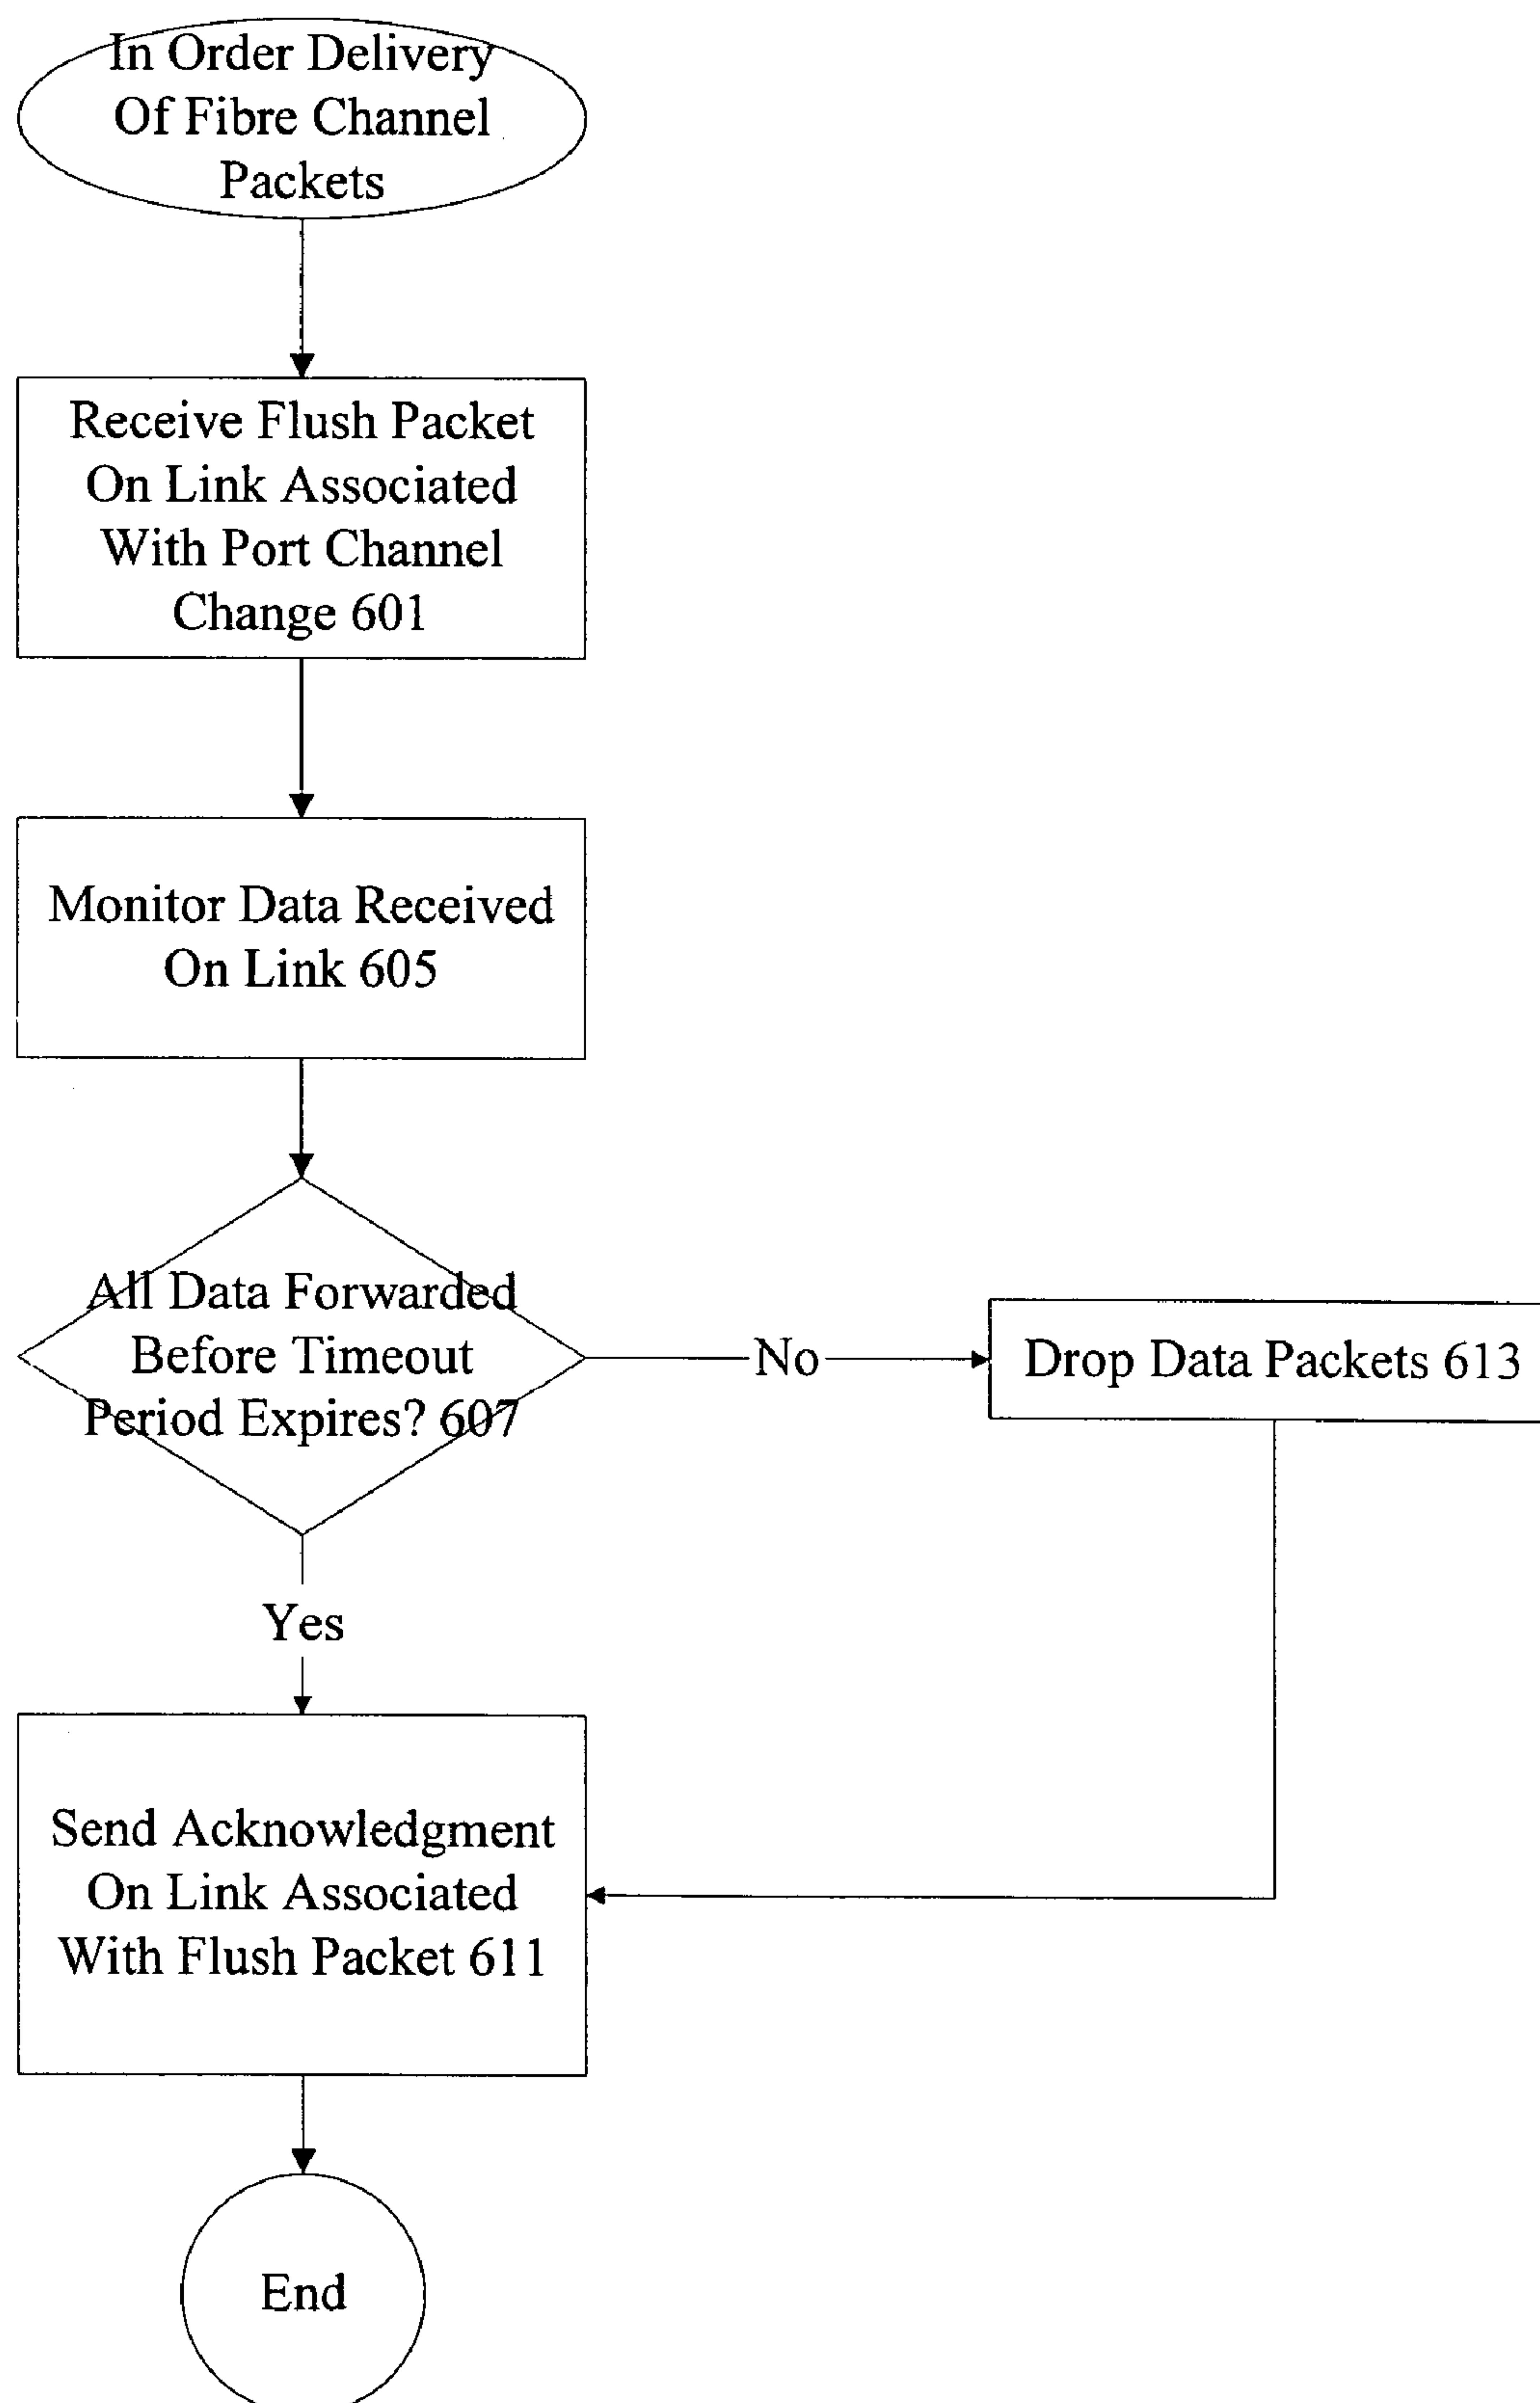 In Order Delivery
Of Fibre Channel
Packets
Receive Flush Packet
On Link Associated
With Port Channel
Change 601
Monitor Data Received
On Link 605
All Data Forwarded
Before Timeout
Period Expires? 607
No
Drop Data Packets 613
Yes
Send Acknowledgment
On Link Associated
With Flush Packet 611
End